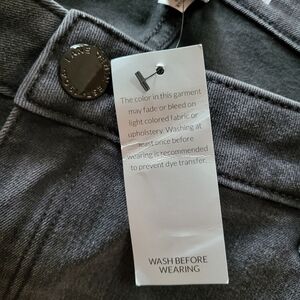 The color in this garment
may fade or bleed on
light colored fabric or
upholstery. Washing at
least once before
wearing is recommended
to prevent dye transfer.
WASH BEFORE
WEARING